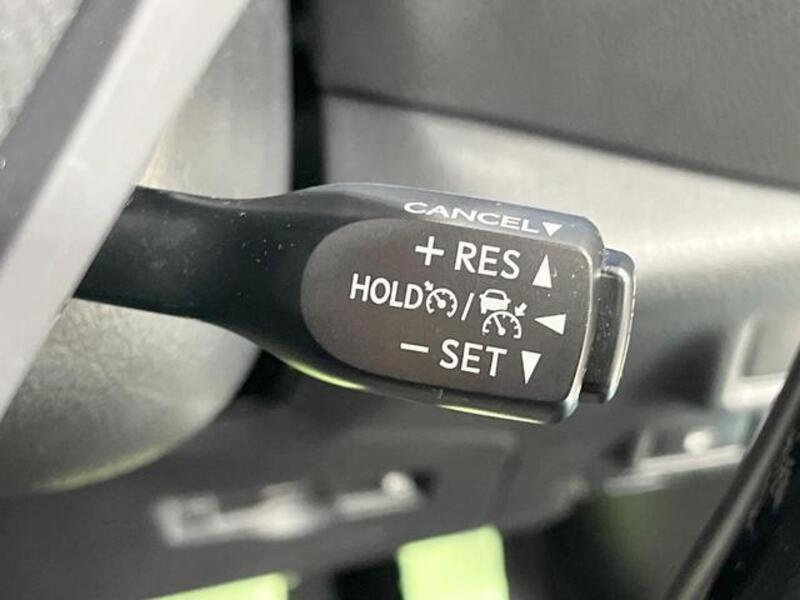 CANCEL▼
+ RES ▲
HOLD / ◀
− SET ▼